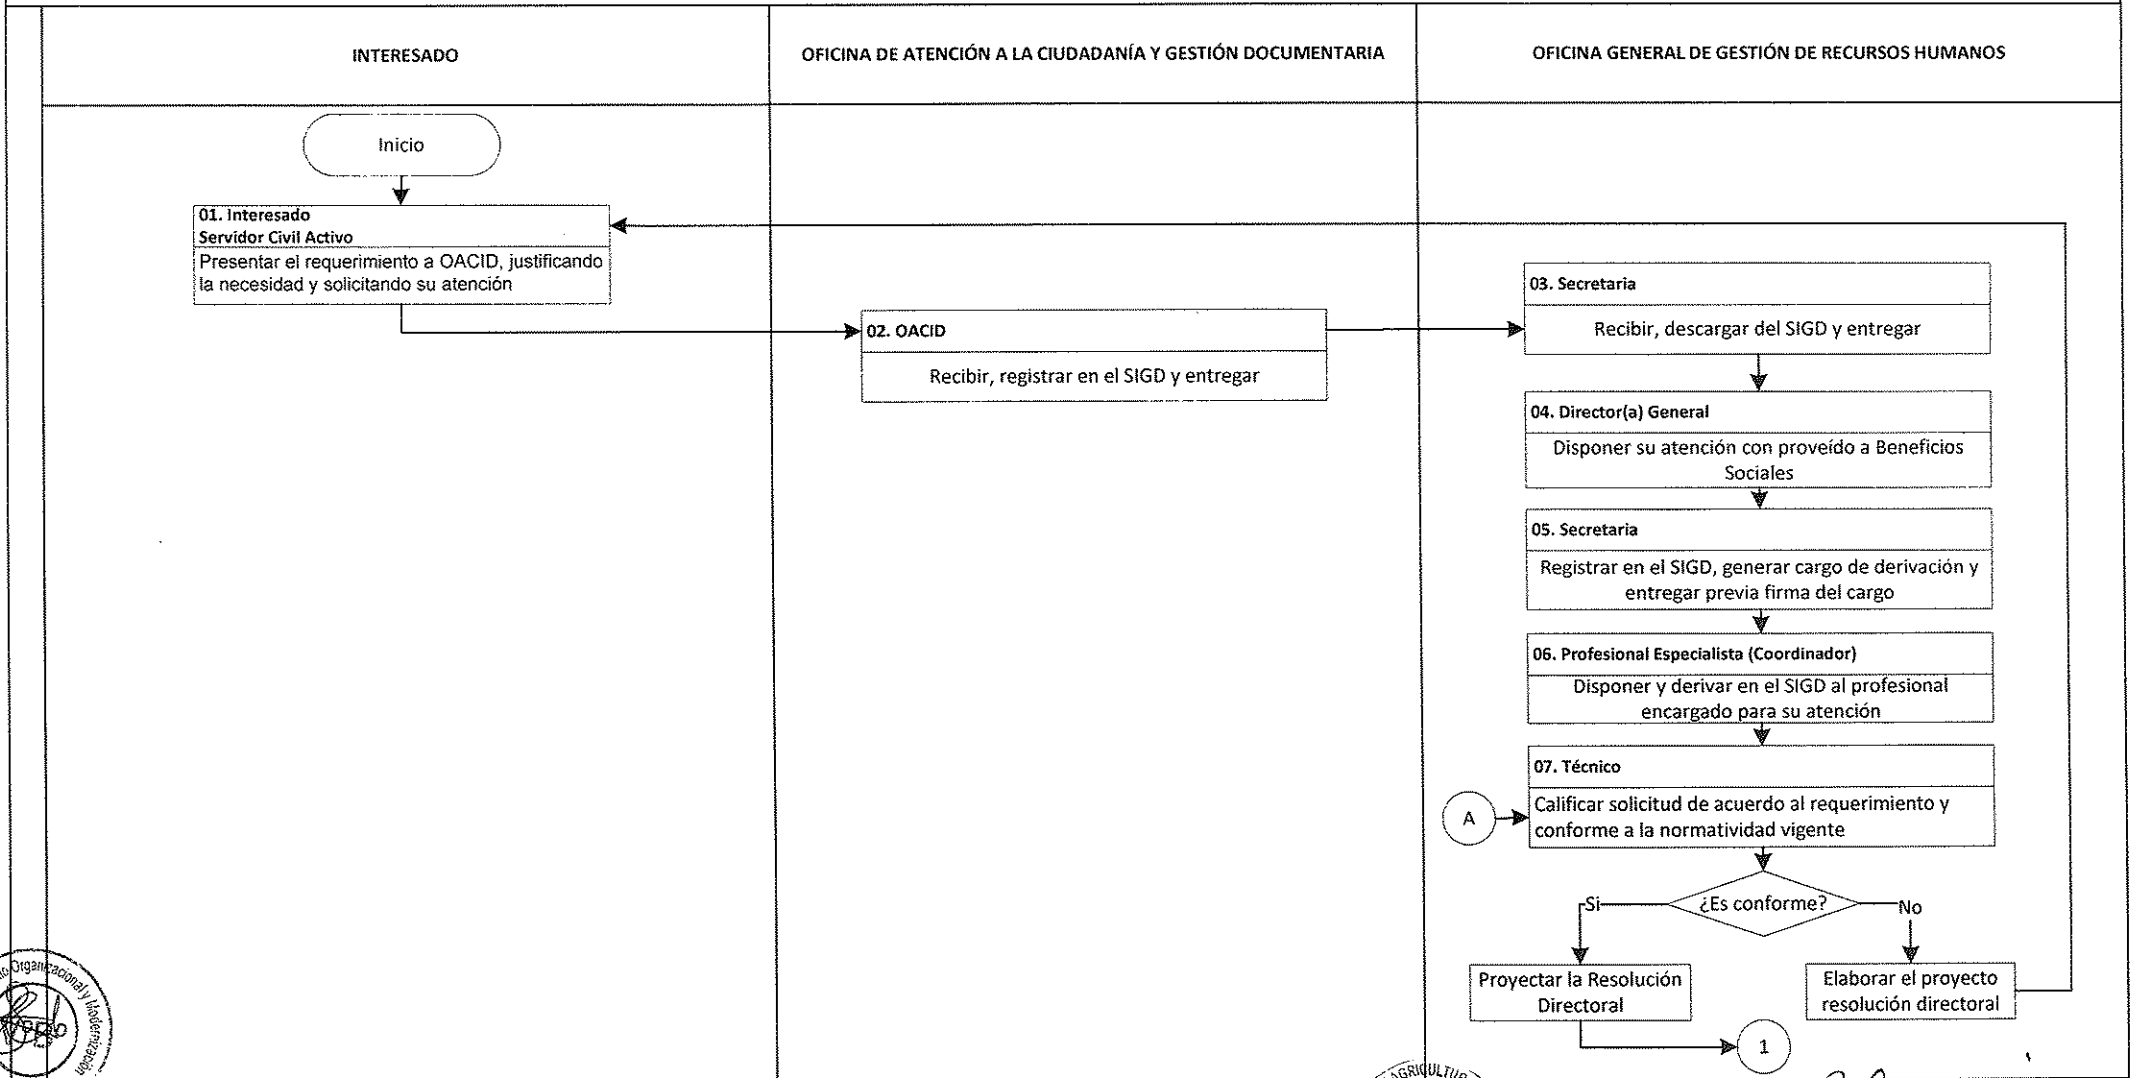 INTERESADO
OFICINA DE ATENCIÓN A LA CIUDADANÍA Y GESTIÓN DOCUMENTARIA
OFICINA GENERAL DE GESTIÓN DE RECURSOS HUMANOS
Inicio
01. Interesado
Servidor Civil Activo
Presentar el requerimiento a OACID, justificando
la necesidad y solicitando su atención
02. OACID
Recibir, registrar en el SIGD y entregar
03. Secretaria
Recibir, descargar del SIGD y entregar
04. Director(a) General
Disponer su atención con proveído a Beneficios
Sociales
05. Secretaria
Registrar en el SIGD, generar cargo de derivación y
entregar previa firma del cargo
06. Profesional Especialista (Coordinador)
Disponer y derivar en el SIGD al profesional
encargado para su atención
07. Técnico
A
Calificar solicitud de acuerdo al requerimiento y
conforme a la normatividad vigente
¿Es conforme?
Si
No
Proyectar la Resolución
Directoral
Elaborar el proyecto
resolución directoral
1
Organizacional y Modernización
AGRICULTUR